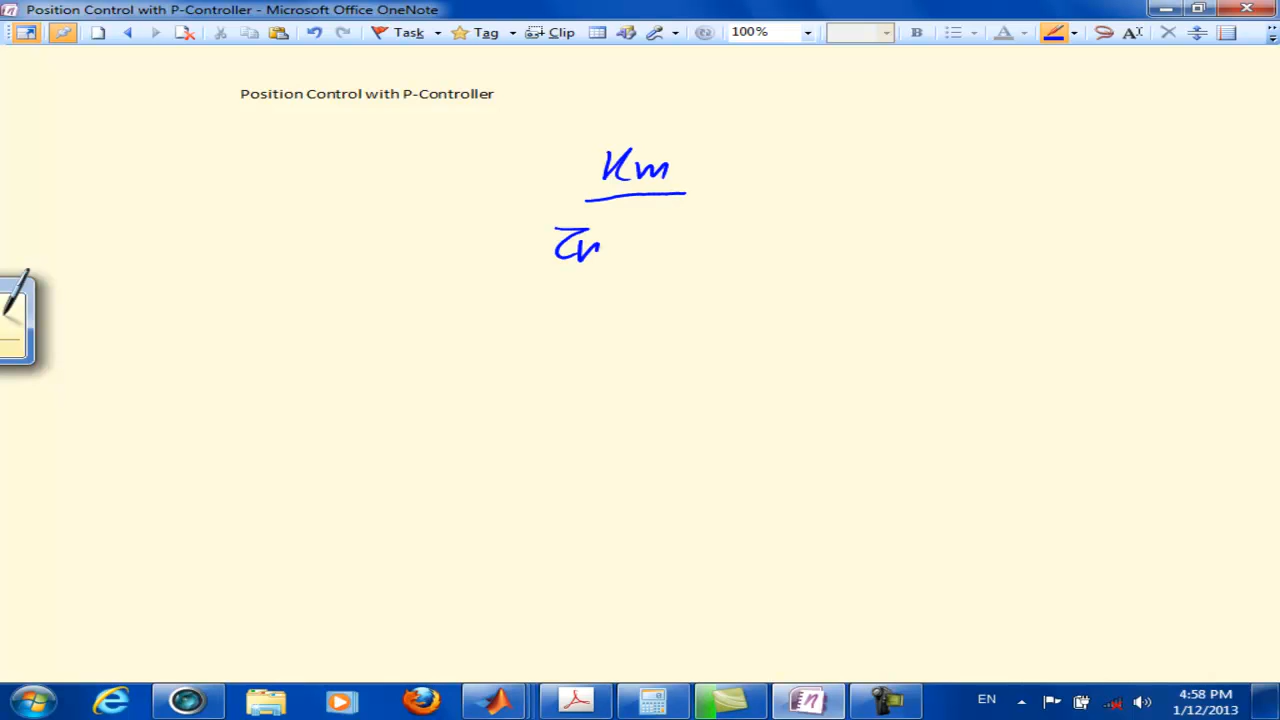 Position Control with P-Controller - Microsoft Office OneNote
Task Tag Clip 100% B A
Position Control with P-Controller
Km
τm
EN 4:58 PM
1/12/2013